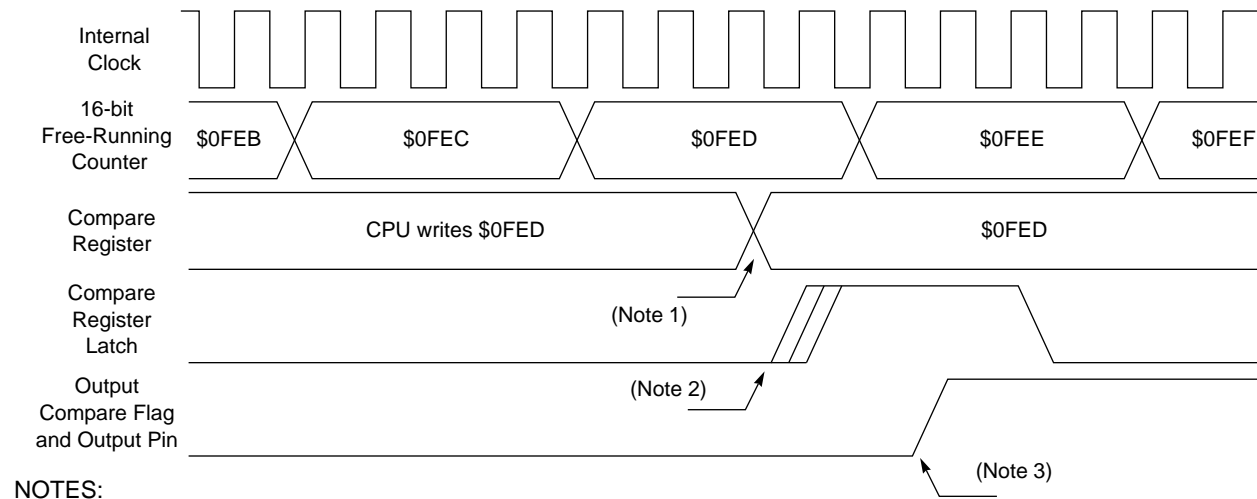 Internal
Clock
16-bit
Free-Running
Counter
$0FEB
$0FEC
$0FED
$0FEE
$0FEF
Compare
Register
CPU writes $0FED
$0FED
(Note 1)
Compare
Register
Latch
(Note 2)
Output
Compare Flag
and Output Pin
(Note 3)
NOTES: